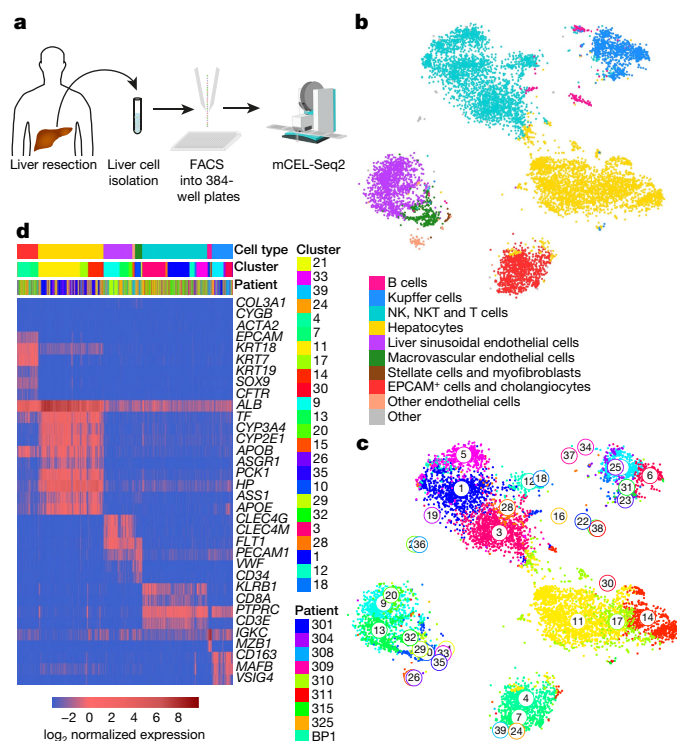 a
Liver resection
Liver cell
isolation
FACS
into 384-
well plates
mCEL-Seq2
b
B cells
Kupffer cells
NK, NKT and T cells
Hepatocytes
Liver sinusoidal endothelial cells
Macrovascular endothelial cells
Stellate cells and myofibroblasts
EPCAM⁺ cells and cholangiocytes
Other endothelial cells
Other
d
Cell type
Cluster
Patient
COL3A1
CYGB
ACTA2
EPCAM
KRT18
KRT7
KRT19
SOX9
CFTR
ALB
TF
CYP3A4
CYP2E1
APOB
ASGR1
PCK1
HP
ASS1
APOE
CLEC4G
CLEC4M
FLT1
PECAM1
VWF
CD34
KLRB1
CD8A
PTPRC
CD3E
IGKC
MZB1
CD163
MAFB
VSIG4
−2 0 2 4 6 8
log₂ normalized expression
Cluster
21
33
39
24
4
7
11
17
14
30
9
13
20
15
26
35
10
29
32
3
28
1
12
18
Patient
301
304
308
309
310
311
315
325
BP1
c
5
34
37
25
6
1
12
18
31
23
19
28
16
3
22
38
36
30
20
9
11
17
14
13
32
29
35
26
4
7
39
24